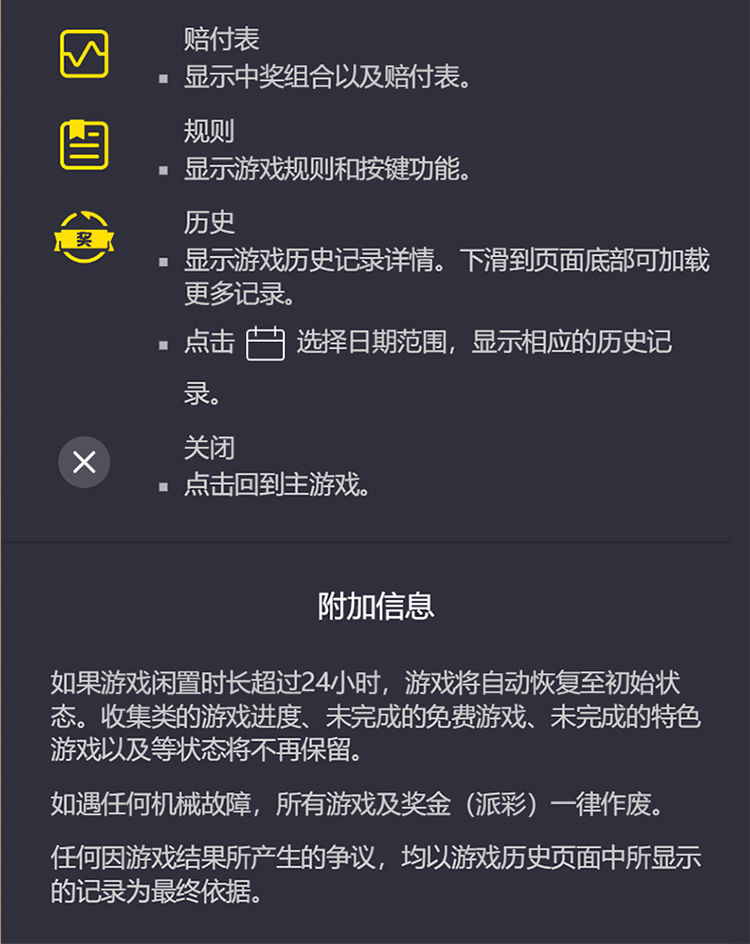 赔付表
▪ 显示中奖组合以及赔付表。
规则
▪ 显示游戏规则和按键功能。
奖
历史
▪ 显示游戏历史记录详情。下滑到页面底部可加载
更多记录。
▪ 点击 选择日期范围，显示相应的历史记
录。
关闭
▪ 点击回到主游戏。
附加信息
如果游戏闲置时长超过24小时，游戏将自动恢复至初始状
态。收集类的游戏进度、未完成的免费游戏、未完成的特色
游戏以及等状态将不再保留。
如遇任何机械故障，所有游戏及奖金（派彩）一律作废。
任何因游戏结果所产生的争议，均以游戏历史页面中所显示
的记录为最终依据。